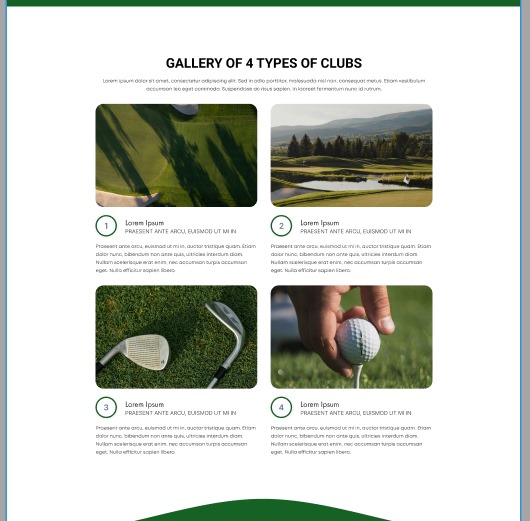 GALLERY OF 4 TYPES OF CLUBS
Lorem ipsum dolor sit amet, consectetur adipiscing elit. Sed in odio porttitor, malesuada nisl non, consequat metus. Etiam vestibulum
accumsan leo eget commodo. Suspendisse ac risus sapien. In laoreet fermentum nunc id rutrum.
1
Lorem Ipsum
PRAESENT ANTE ARCU, EUISMOD UT MI IN
Praesent ante arcu, euismod ut mi in, auctor tristique quam. Etiam
dolor nunc, bibendum non ante quis, ultricies interdum diam.
Nullam scelerisque erat enim, nec accumsan turpis accumsan
eget. Nulla efficitur sapien libero.
2
Lorem Ipsum
PRAESENT ANTE ARCU, EUISMOD UT MI IN
Praesent ante arcu, euismod ut mi in, auctor tristique quam. Etiam
dolor nunc, bibendum non ante quis, ultricies interdum diam.
Nullam scelerisque erat enim, nec accumsan turpis accumsan
eget. Nulla efficitur sapien libero.
3
Lorem Ipsum
PRAESENT ANTE ARCU, EUISMOD UT MI IN
Praesent ante arcu, euismod ut mi in, auctor tristique quam. Etiam
dolor nunc, bibendum non ante quis, ultricies interdum diam.
Nullam scelerisque erat enim, nec accumsan turpis accumsan
eget. Nulla efficitur sapien libero.
4
Lorem Ipsum
PRAESENT ANTE ARCU, EUISMOD UT MI IN
Praesent ante arcu, euismod ut mi in, auctor tristique quam. Etiam
dolor nunc, bibendum non ante quis, ultricies interdum diam.
Nullam scelerisque erat enim, nec accumsan turpis accumsan
eget. Nulla efficitur sapien libero.